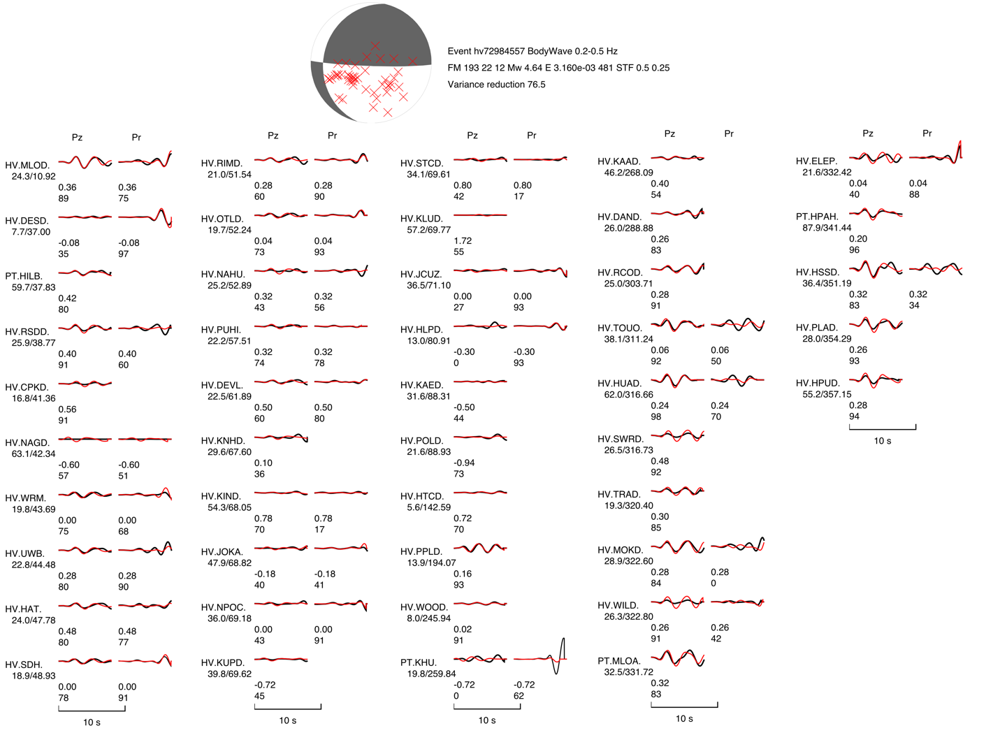 Event hv72984557 BodyWave 0.2-0.5 Hz
FM 193 22 12 Mw 4.64 E 3.160e-03 481 STF 0.5 0.25
Variance reduction 76.5
Pz Pr
HV.MLOD.
24.3/10.92
0.36 0.36
89 75
HV.DESD.
7.7/37.00
-0.08 -0.08
35 97
PT.HILB.
59.7/37.83
0.42
80
HV.RSDD.
25.9/38.77
0.40 0.40
91 60
HV.CPKD.
16.8/41.36
0.56
91
HV.NAGD.
63.1/42.34
-0.60 -0.60
57 51
HV.WRM.
19.8/43.69
0.00 0.00
75 68
HV.UWB.
22.8/44.48
0.28 0.28
80 90
HV.HAT.
24.0/47.78
0.48 0.48
80 77
HV.SDH.
18.9/48.93
0.00 0.00
78 91
10 s
Pz Pr
HV.RIMD.
21.0/51.54
0.28 0.28
60 90
HV.OTLD.
19.7/52.24
0.04 0.04
73 93
HV.NAHU.
25.2/52.89
0.32 0.32
43 56
HV.PUHI.
22.2/57.51
0.32 0.32
74 78
HV.DEVL.
22.5/61.89
0.50 0.50
60 80
HV.KNHD.
29.6/67.60
0.10
36
HV.KIND.
54.3/68.05
0.78 0.78
70 17
HV.JOKA.
47.9/68.82
-0.18 -0.18
40 41
HV.NPOC.
36.0/69.18
0.00 0.00
43 91
HV.KUPD.
39.8/69.62
-0.72
45
10 s
Pz Pr
HV.STCD.
34.1/69.61
0.80 0.80
42 17
HV.KLUD.
57.2/69.77
1.72
55
HV.JCUZ.
36.5/71.10
0.00 0.00
27 93
HV.HLPD.
13.0/80.91
-0.30 -0.30
0 93
HV.KAED.
31.6/88.31
-0.50
44
HV.POLD.
21.6/88.93
-0.94
73
HV.HTCD.
5.6/142.59
0.72
70
HV.PPLD.
13.9/194.07
0.16
93
HV.WOOD.
8.0/245.94
0.02
91
PT.KHU.
19.8/259.84
-0.72 -0.72
0 62
10 s
Pz Pr
HV.KAAD.
46.2/268.09
0.40
54
HV.DAND.
26.0/288.88
0.26
83
HV.RCOD.
25.0/303.71
0.28
91
HV.TOUO.
38.1/311.24
0.06 0.06
92 50
HV.HUAD.
62.0/316.66
0.24 0.24
98 70
HV.SWRD.
26.5/316.73
0.48
92
HV.TRAD.
19.3/320.40
0.30
85
HV.MOKD.
28.9/322.60
0.28 0.28
84 0
HV.WILD.
26.3/322.80
0.26 0.26
91 42
PT.MLOA.
32.5/331.72
0.32
83
10 s
Pz Pr
HV.ELEP.
21.6/332.42
0.04 0.04
40 88
PT.HPAH.
87.9/341.44
0.20
96
HV.HSSD.
36.4/351.19
0.32 0.32
83 34
HV.PLAD.
28.0/354.29
0.26
93
HV.HPUD.
55.2/357.15
0.28
94
10 s